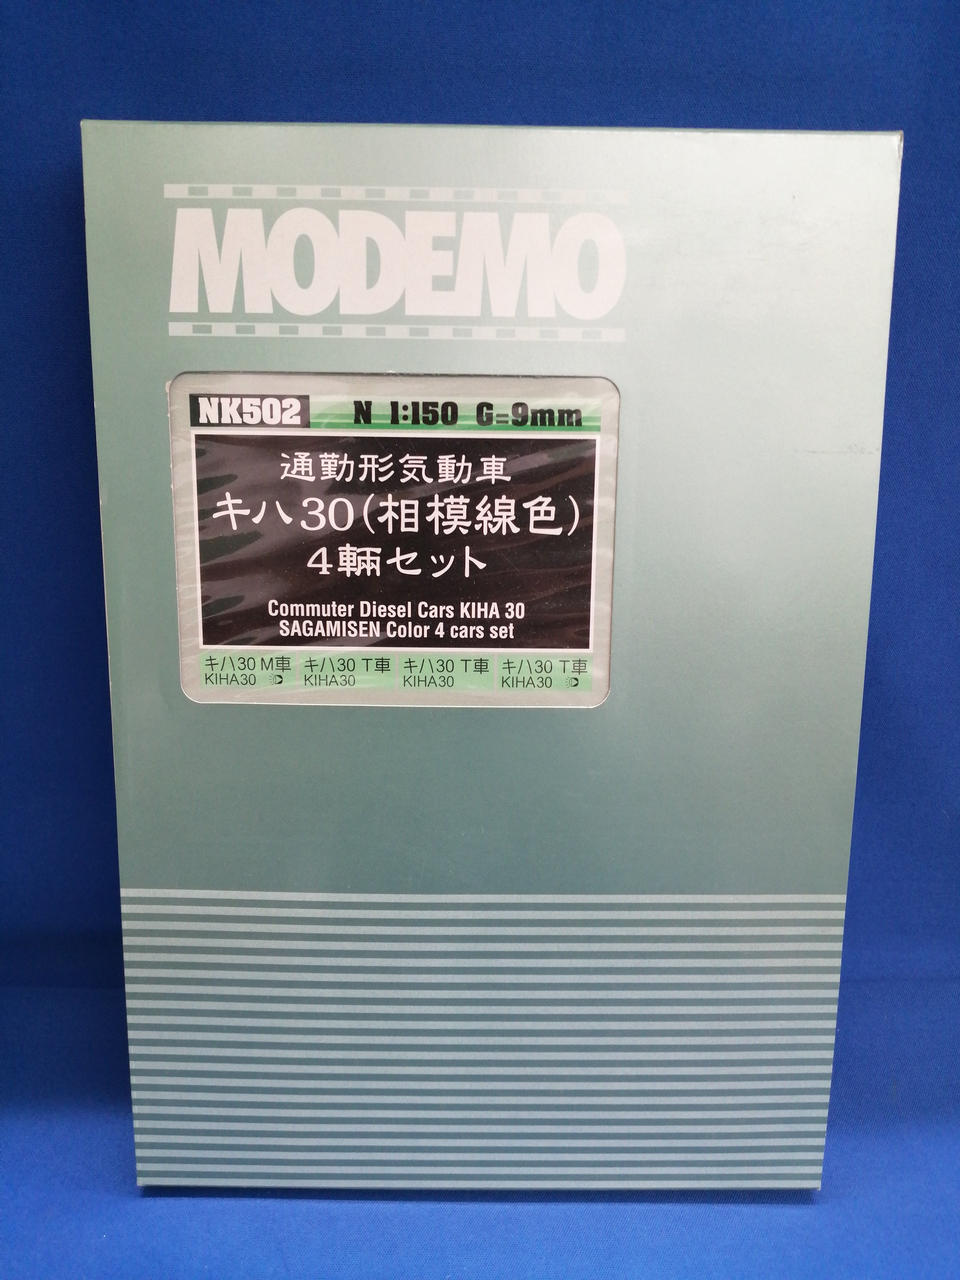 MODEMO
NK502 N 1:150 G=9mm
通勤形気動車
キハ30(相模線色)
4輛セット
Commuter Diesel Cars KIHA 30
SAGAMISEN Color 4 cars set
キハ30 M車 キハ30 T車 キハ30 T車 キハ30 T車
KIHA30 KIHA30 KIHA30 KIHA30